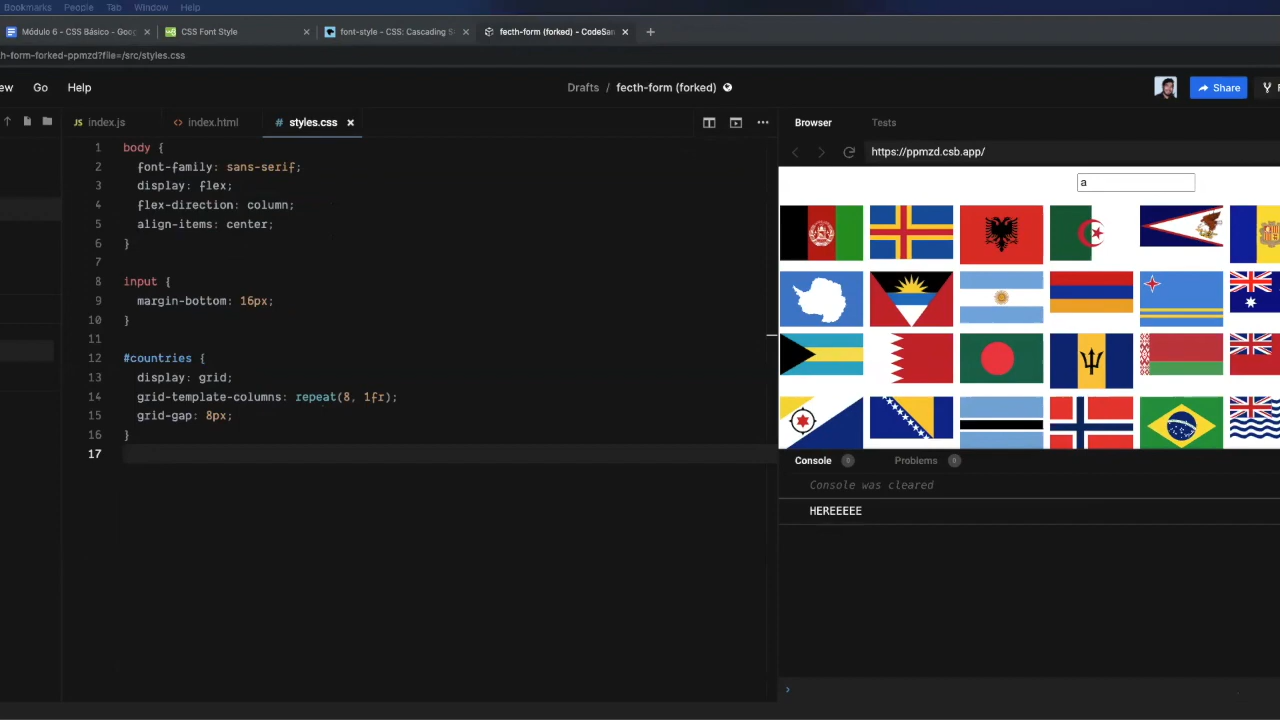 Bookmarks People Tab Window Help
Módulo 6 - CSS Básico - Goog
CSS Font Style
font-style - CSS: Cascading S
fecth-form (forked) - CodeSan
h-form-forked-ppmzd?file=/src/styles.css
ew Go Help
Drafts / fecth-form (forked)
Share
JS index.js
<> index.html
# styles.css
Browser Tests
https://ppmzd.csb.app/
1 body {
2 font-family: sans-serif;
3 display: flex;
4 flex-direction: column;
5 align-items: center;
6 }
7
8 input {
9 margin-bottom: 16px;
10 }
11
12 #countries {
13 display: grid;
14 grid-template-columns: repeat(8, 1fr);
15 grid-gap: 8px;
16 }
17
a
Console 0 Problems 0
Console was cleared
HEREEEEE